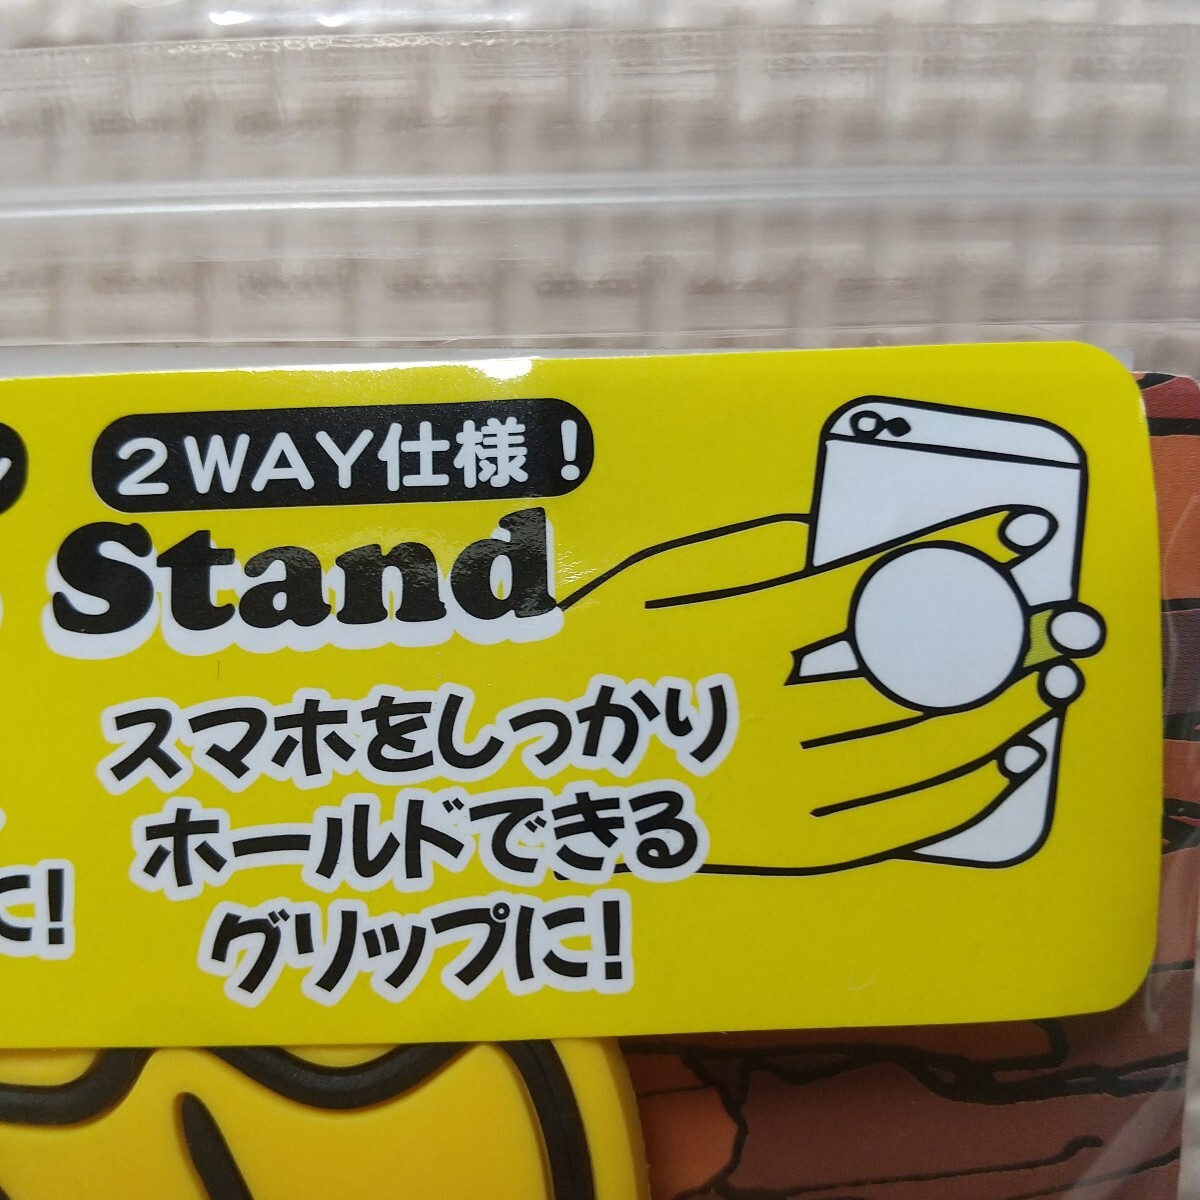 2WAY仕様！
Stand
スマホをしっかり
ホールドできる
グリップに!
に!